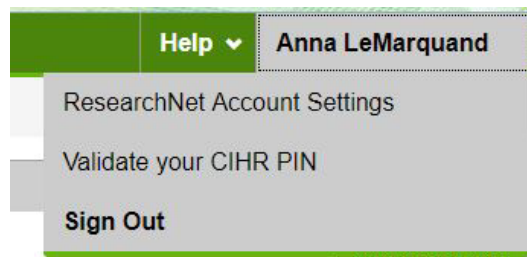 Help Anna LeMarquand
ResearchNet Account Settings
Validate your CIHR PIN
Sign Out